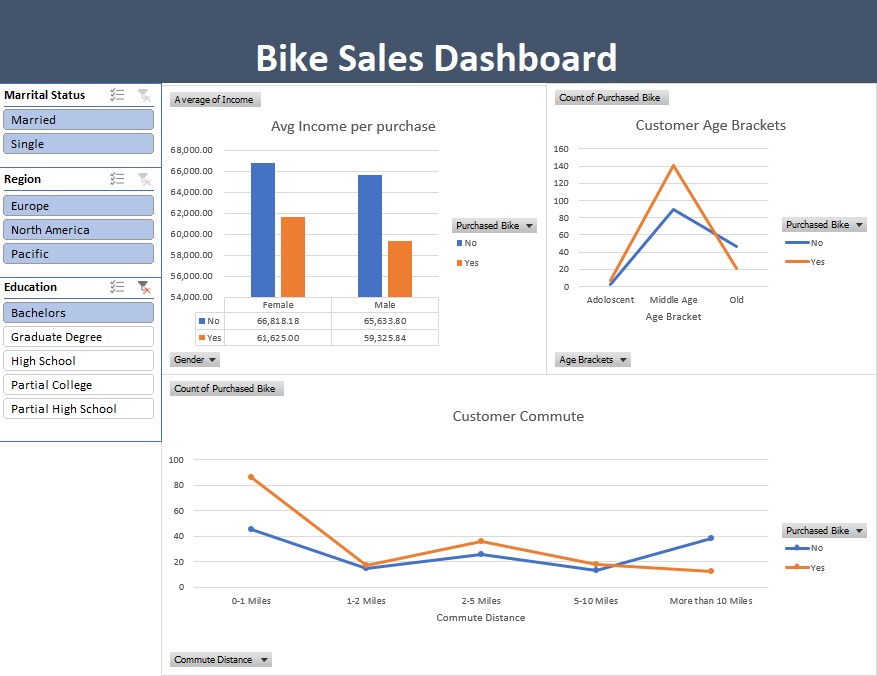 Bike Sales Dashboard
Marrital Status
Married
Single
Region
Europe
North America
Pacific
Education
Bachelors
Graduate Degree
High School
Partial College
Partial High School
Average of Income
Avg Income per purchase
68,000.00
66,000.00
64,000.00
62,000.00
60,000.00
58,000.00
56,000.00
54,000.00
Female Male
No 66,818.18 65,633.80
Yes 61,625.00 59,325.84
Purchased Bike
No
Yes
Gender
Count of Purchased Bike
Customer Age Brackets
160
140
120
100
80
60
40
20
0
Adoloscent Middle Age Old
Age Bracket
Purchased Bike
No
Yes
Age Brackets
Count of Purchased Bike
Customer Commute
100
80
60
40
20
0
0-1 Miles 1-2 Miles 2-5 Miles 5-10 Miles More than 10 Miles
Commute Distance
Purchased Bike
No
Yes
Commute Distance